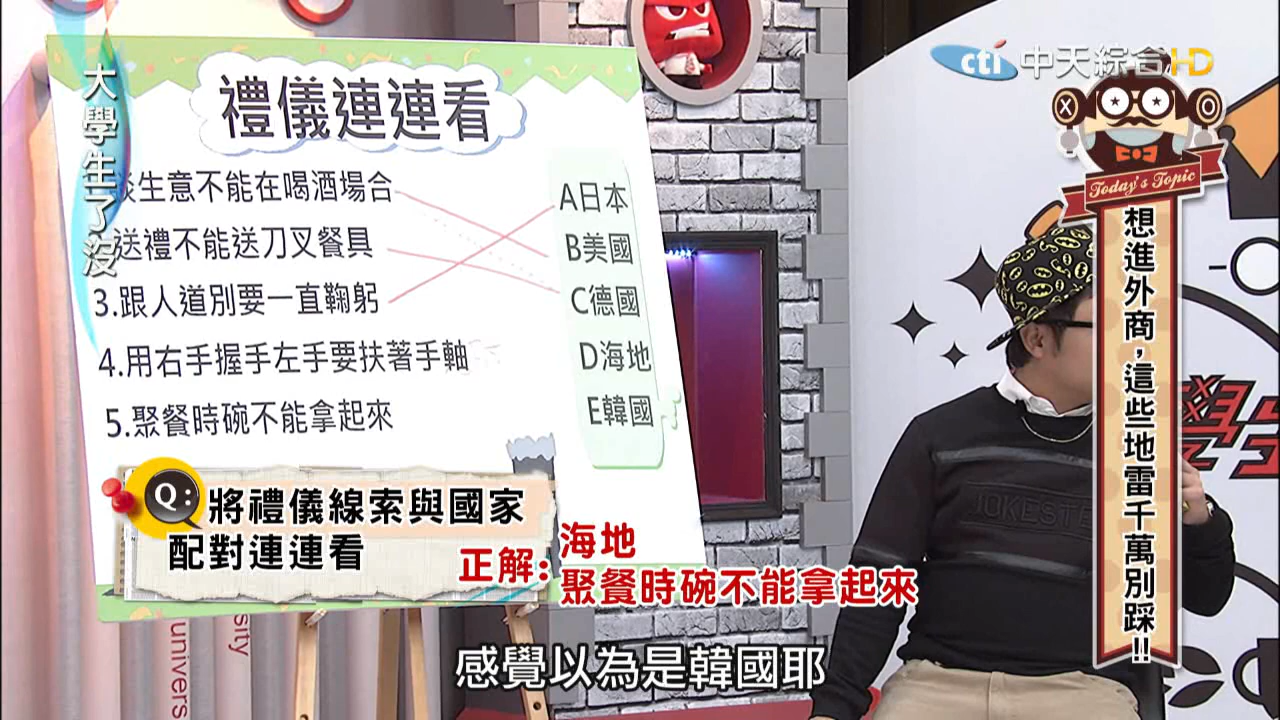 大學生了沒
禮儀連連看
談生意不能在喝酒場合
送禮不能送刀叉餐具
3.跟人道別要一直鞠躬
4.用右手握手左手要扶著手軸
5.聚餐時碗不能拿起來
A日本
B美國
C德國
D海地
E韓國
Q:
將禮儀線索與國家
配對連連看
正解:
海地
聚餐時碗不能拿起來
感覺以為是韓國耶
cti 中天綜合HD
X O
Today's Topic
想進外商，這些地雷千萬別踩!!
JOKESTE
univers
sity